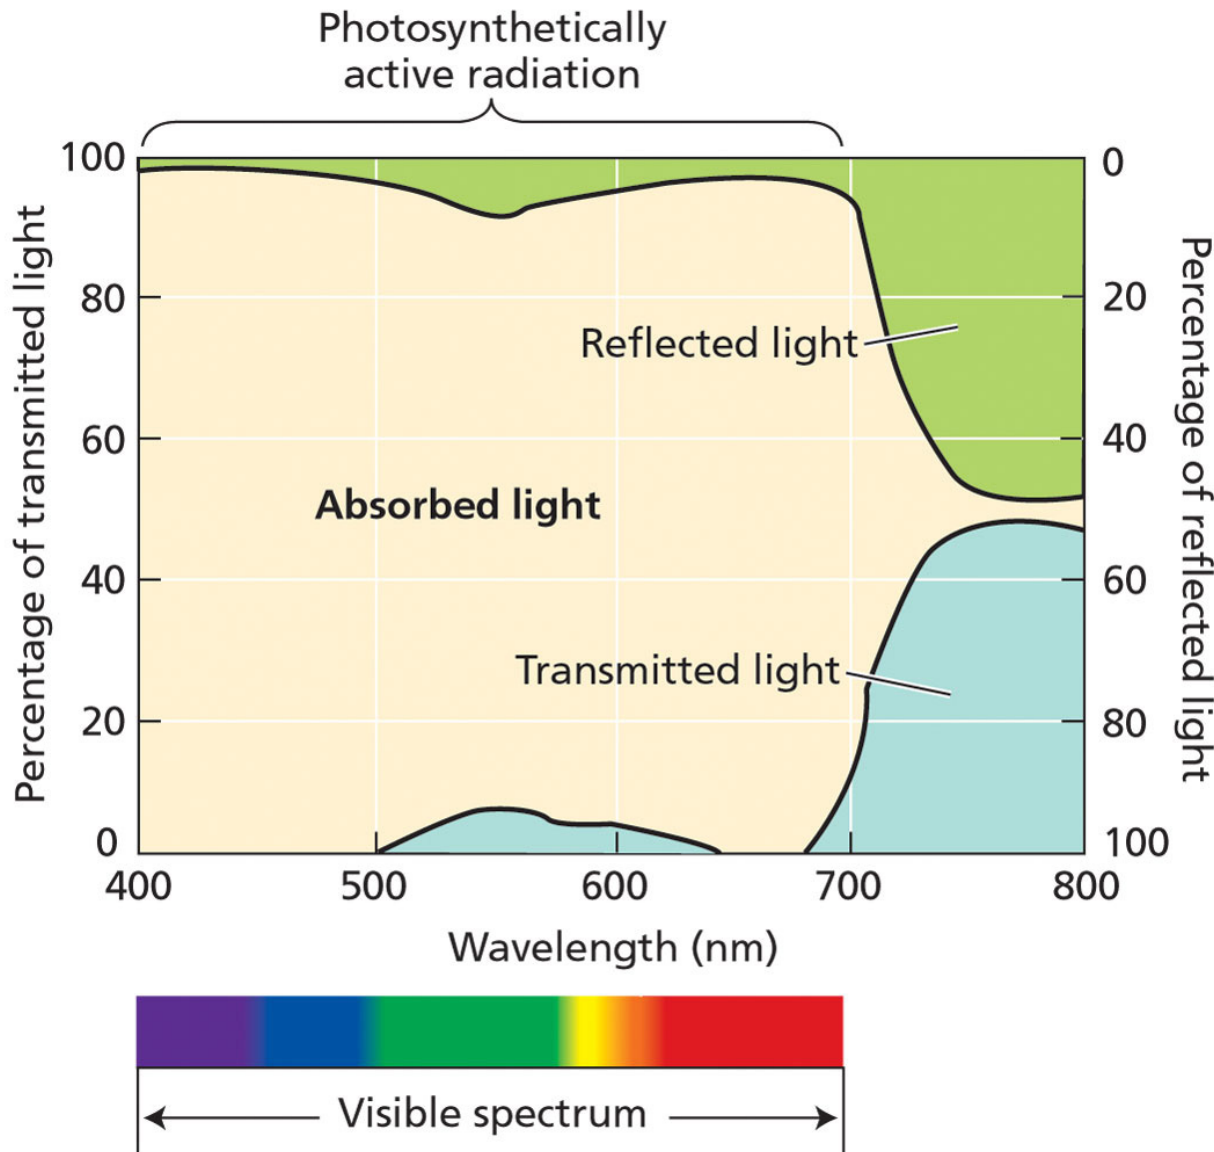 Photosynthetically
active radiation
Percentage of transmitted light
100
80
60
40
20
0
Reflected light
Absorbed light
Transmitted light
0
20
40
60
80
100
Percentage of reflected light
400 500 600 700 800
Wavelength (nm)
Visible spectrum